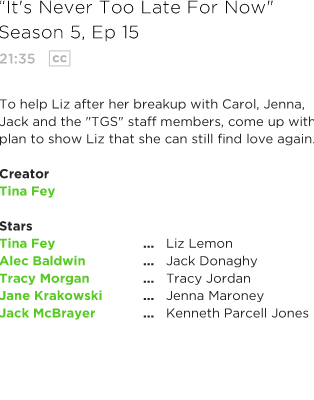 “It's Never Too Late For Now"
Season 5, Ep 15
21:35 CC
To help Liz after her breakup with Carol, Jenna,
Jack and the "TGS" staff members, come up with
plan to show Liz that she can still find love again.
Creator
Tina Fey
Stars
Tina Fey ... Liz Lemon
Alec Baldwin ... Jack Donaghy
Tracy Morgan ... Tracy Jordan
Jane Krakowski ... Jenna Maroney
Jack McBrayer ... Kenneth Parcell Jones